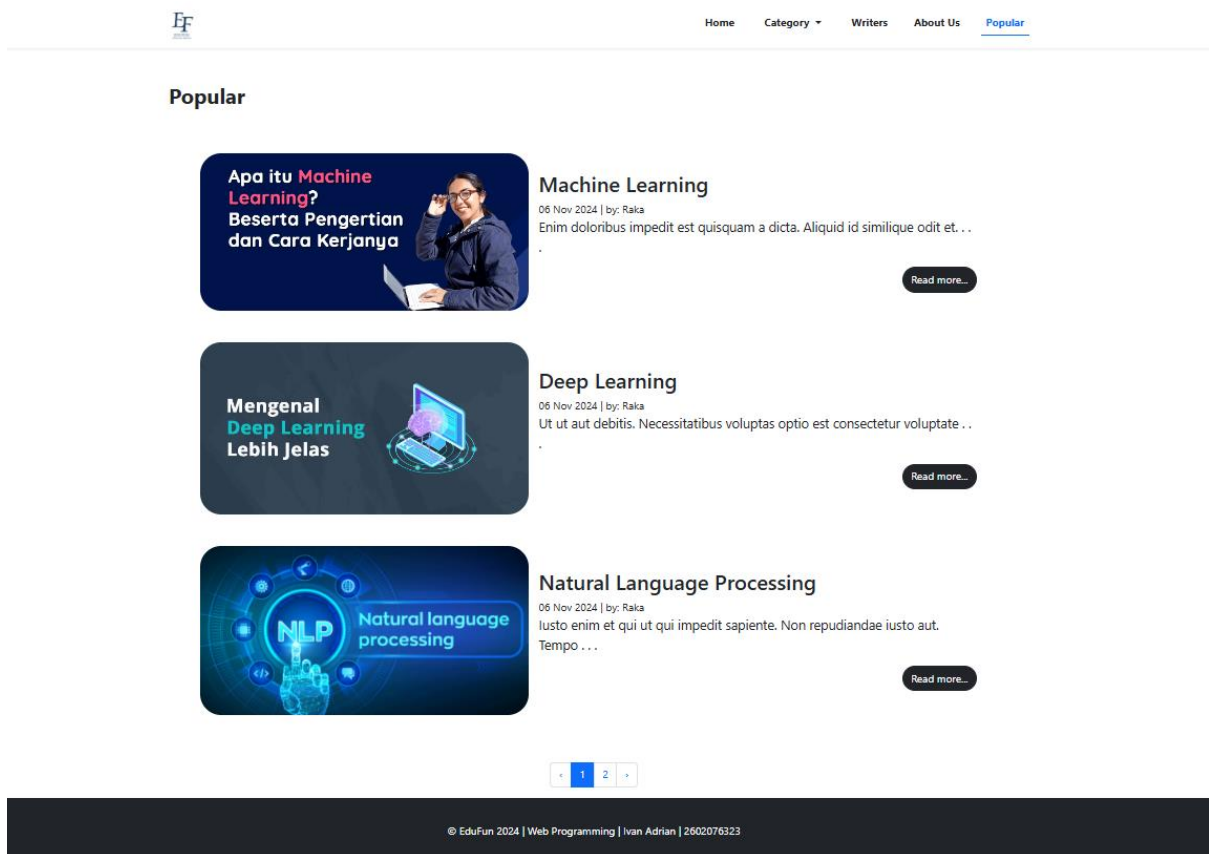 EF
Home Category Writers About Us Popular
Popular
Apa itu Machine
Learning?
Beserta Pengertian
dan Cara Kerjanya
Machine Learning
06 Nov 2024 | by: Raka
Enim doloribus impedit est quisquam a dicta. Aliquid id similique odit et. . .
.
Read more...
Mengenal
Deep Learning
Lebih Jelas
Deep Learning
06 Nov 2024 | by: Raka
Ut ut aut debitis. Necessitatibus voluptas optio est consectetur voluptate . .
.
Read more...
NLP
Natural language
processing
</>
Natural Language Processing
06 Nov 2024 | by: Raka
Iusto enim et qui ut qui impedit sapiente. Non repudiandae iusto aut.
Tempo . . .
Read more...
‹ 1 2 ›
© EduFun 2024 | Web Programming | Ivan Adrian | 2602076323